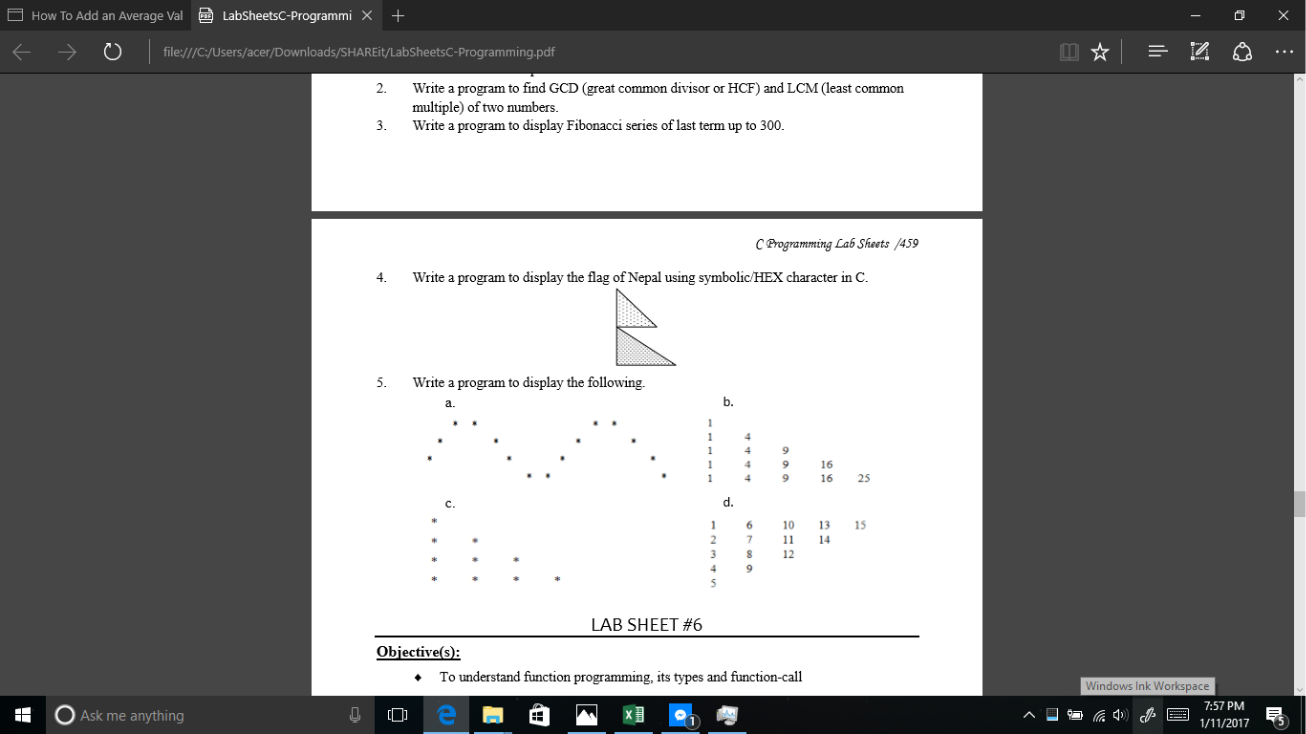 How To Add an Average Val
LabSheetsC-Programmi
file:///C:/Users/acer/Downloads/SHAREit/LabSheetsC-Programming.pdf
2. Write a program to find GCD (great common divisor or HCF) and LCM (least common
multiple) of two numbers.
3. Write a program to display Fibonacci series of last term up to 300.
C Programming Lab Sheets /459
4. Write a program to display the flag of Nepal using symbolic/HEX character in C.
5. Write a program to display the following.
a.
* * * *
* * * *
* * * *
* * *
b.
1
1 4
1 4 9
1 4 9 16
1 4 9 16 25
c.
*
* *
* * *
* * * *
d.
1 6 10 13 15
2 7 11 14
3 8 12
4 9
5
LAB SHEET #6
Objective(s):
♦ To understand function programming, its types and function-call
Windows Ink Workspace
Ask me anything
1
7:57 PM
1/11/2017
5